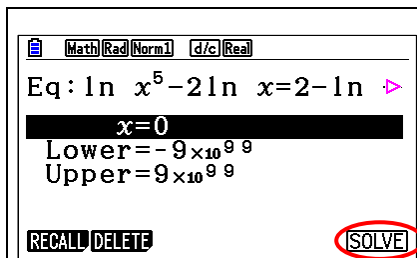 Math Rad Norm1 d/c Real
Eq:ln x⁵-2ln x=2-ln
x=0
Lower=-9×10⁹⁹
Upper=9×10⁹⁹
RECALL DELETE SOLVE